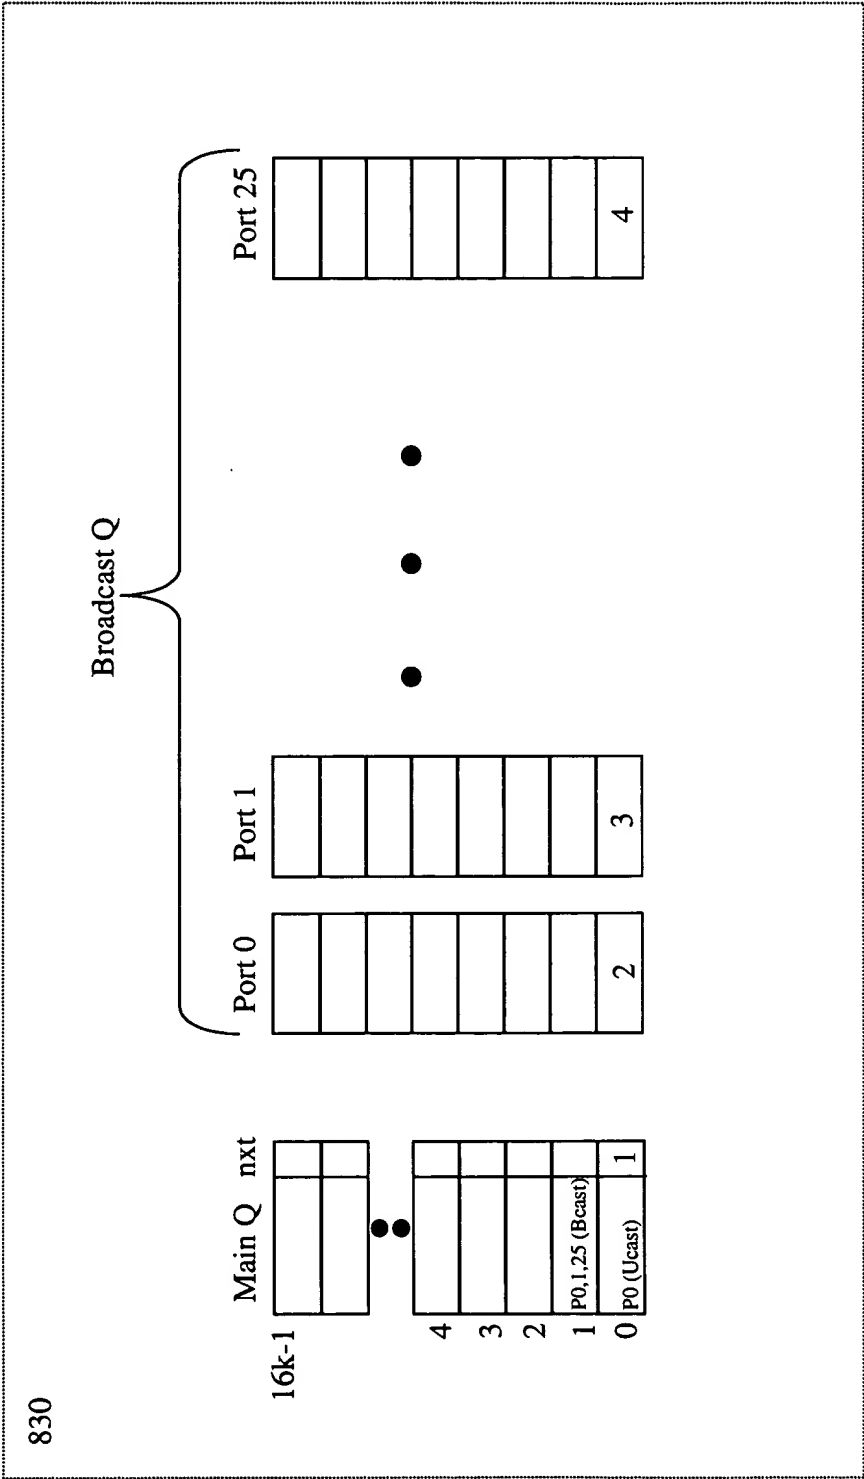 830
Broadcast Q
Main Q nxt Port 0 Port 1 Port 25
16k-1
4
3
2
1 P0,1,25 (Bcast)
0 P0 (Ucast) 1 2 3 4